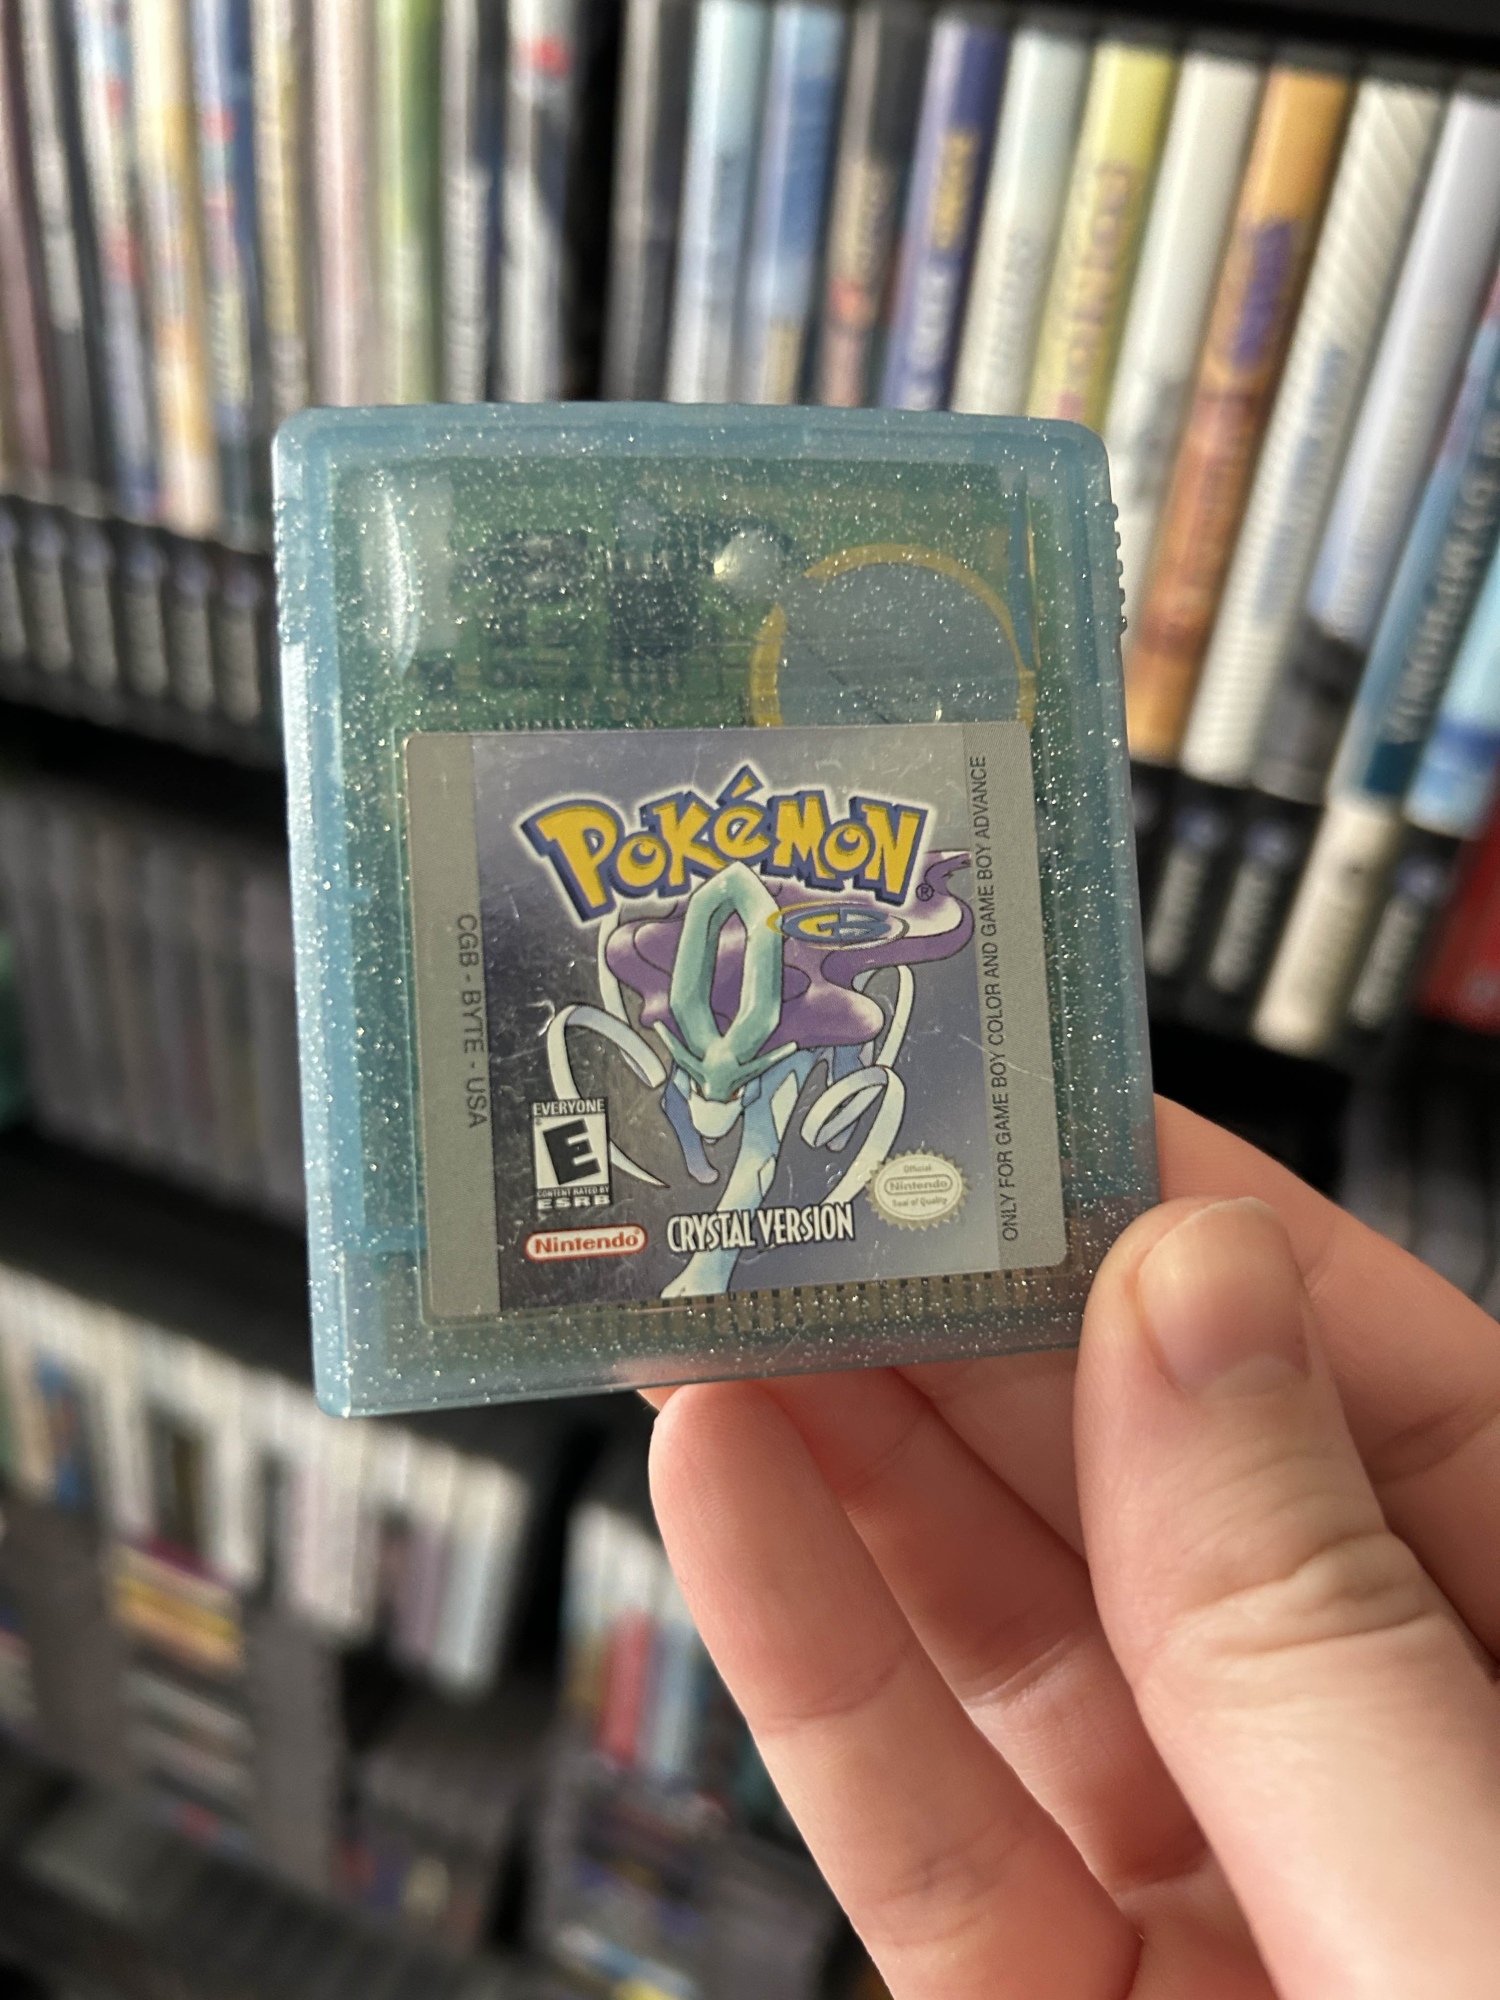 POKéMON
®
GB
CGB - BYTE - USA
ONLY FOR GAME BOY COLOR AND GAME BOY ADVANCE
EVERYONE
E
CONTENT RATED BY
ESRB
Official
Nintendo
Seal of Quality
Nintendo
CRYSTAL VERSION